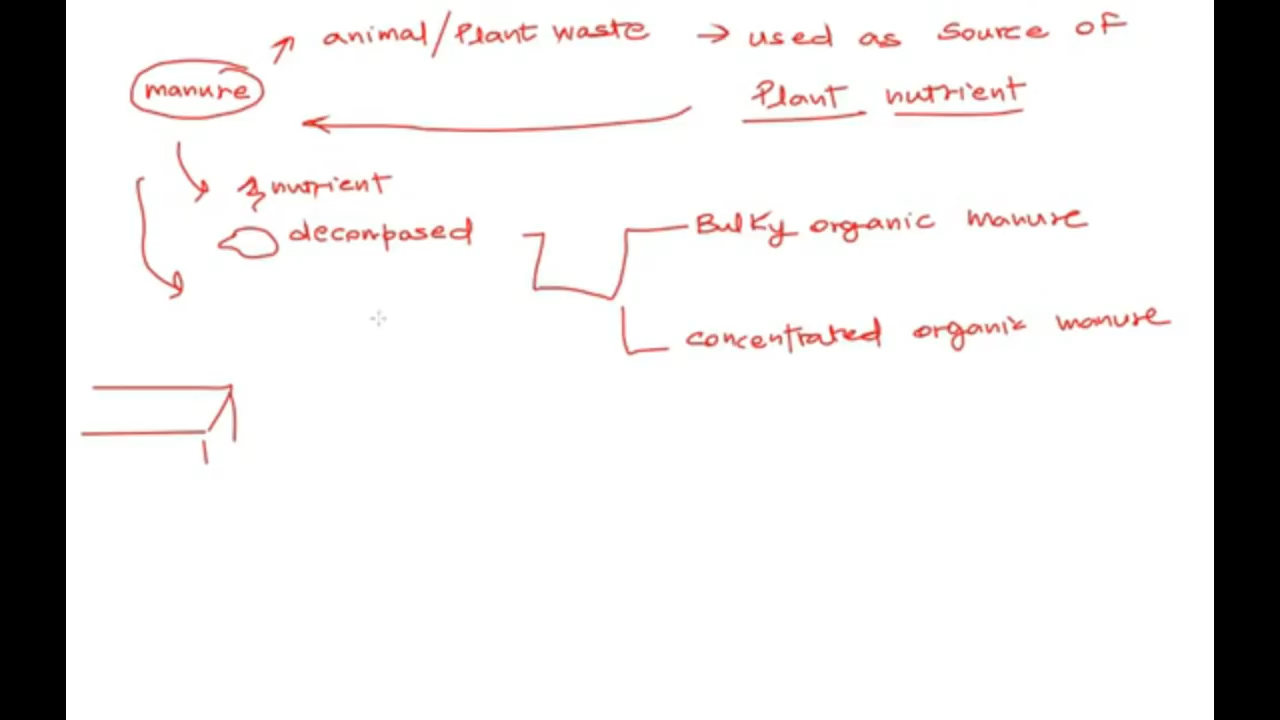 animal/Plant waste → used as source of
manure
Plant nutrient
nutrient
decomposed
Bulky organic manure
concentrated organic manure